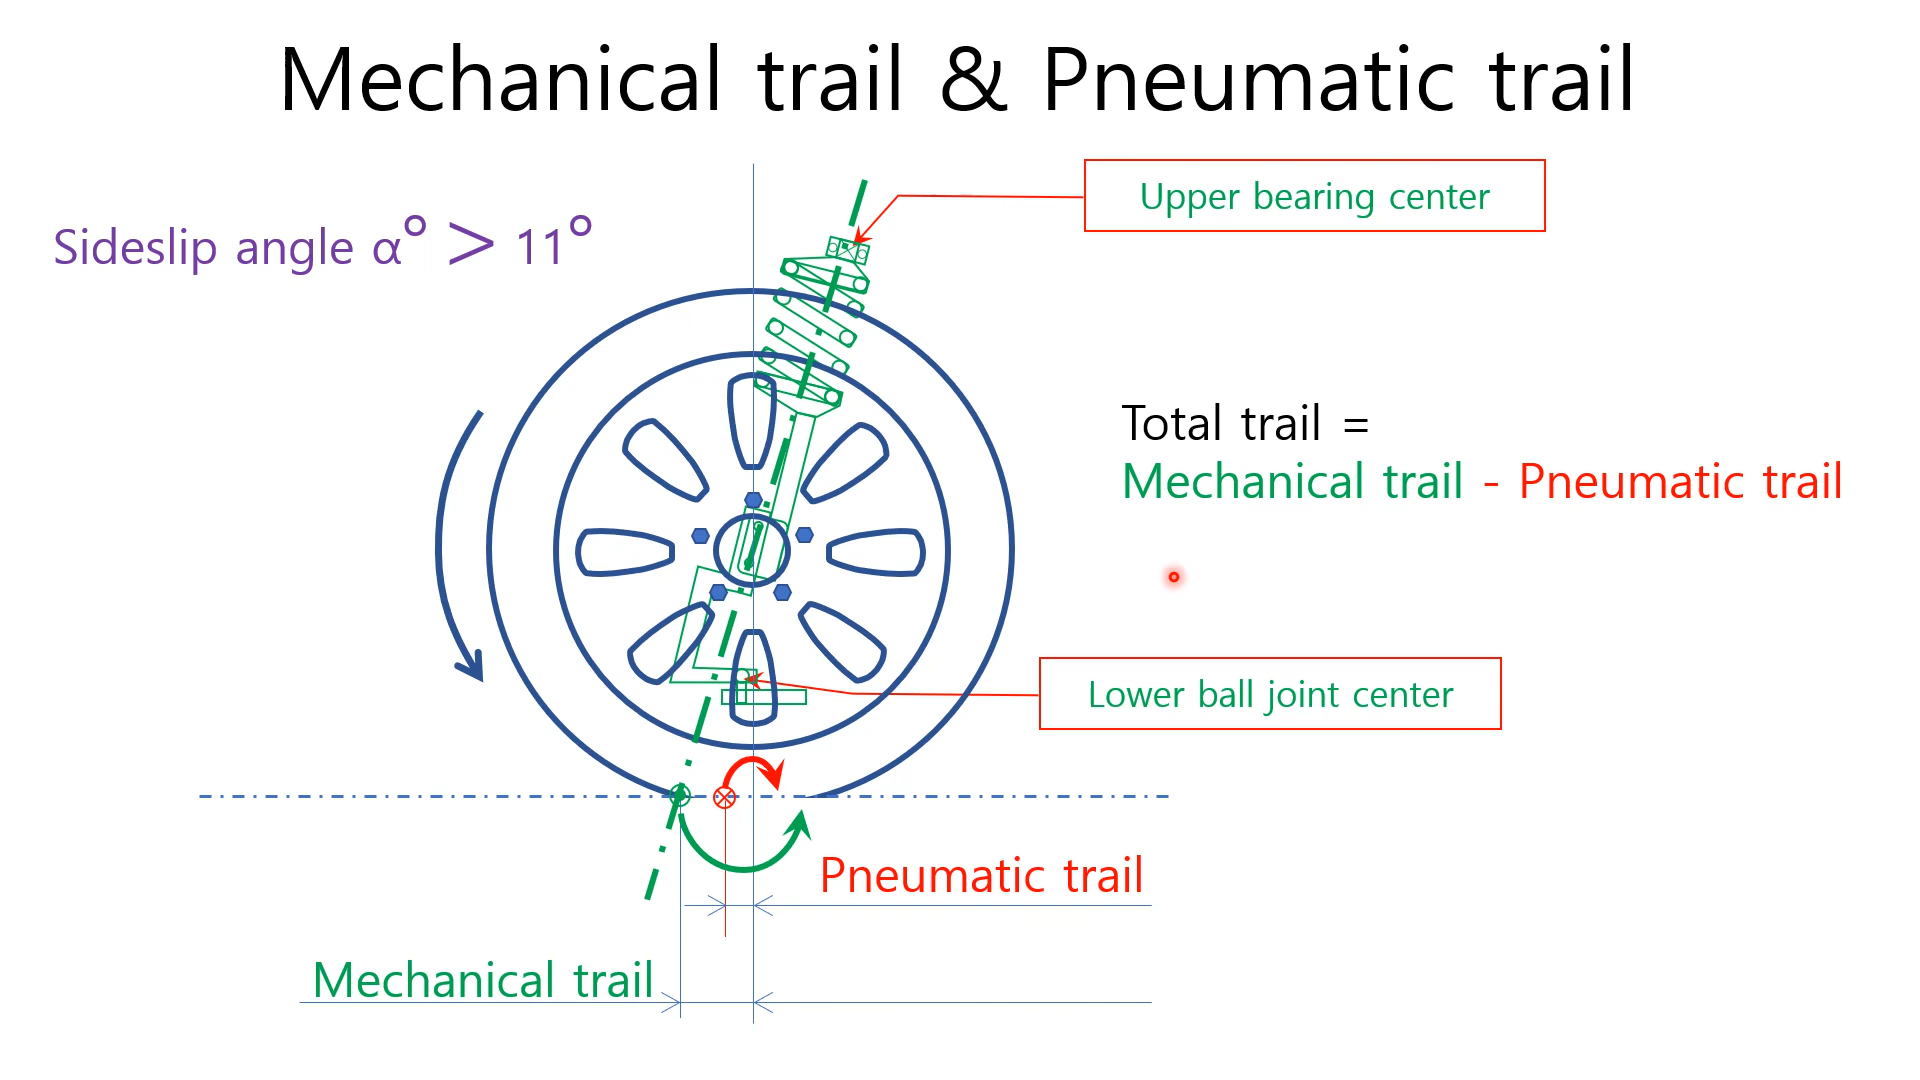 Mechanical trail & Pneumatic trail
Upper bearing center
Sideslip angle α° > 11°
Total trail =
Mechanical trail - Pneumatic trail
Lower ball joint center
Pneumatic trail
Mechanical trail